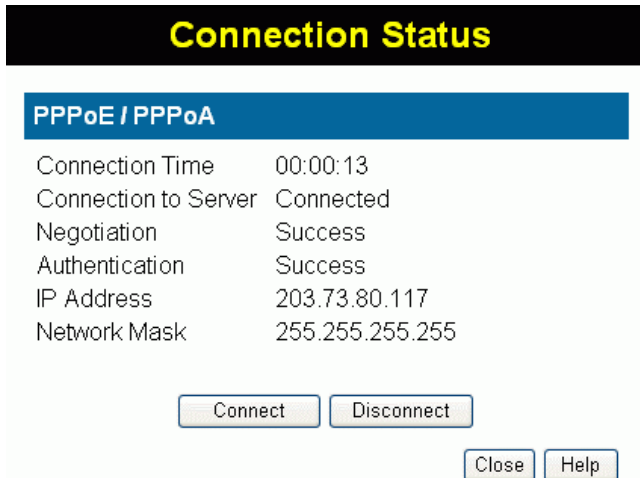 Connection Status
PPPoE / PPPoA
Connection Time 00:00:13
Connection to Server Connected
Negotiation Success
Authentication Success
IP Address 203.73.80.117
Network Mask 255.255.255.255
Connect Disconnect
Close Help